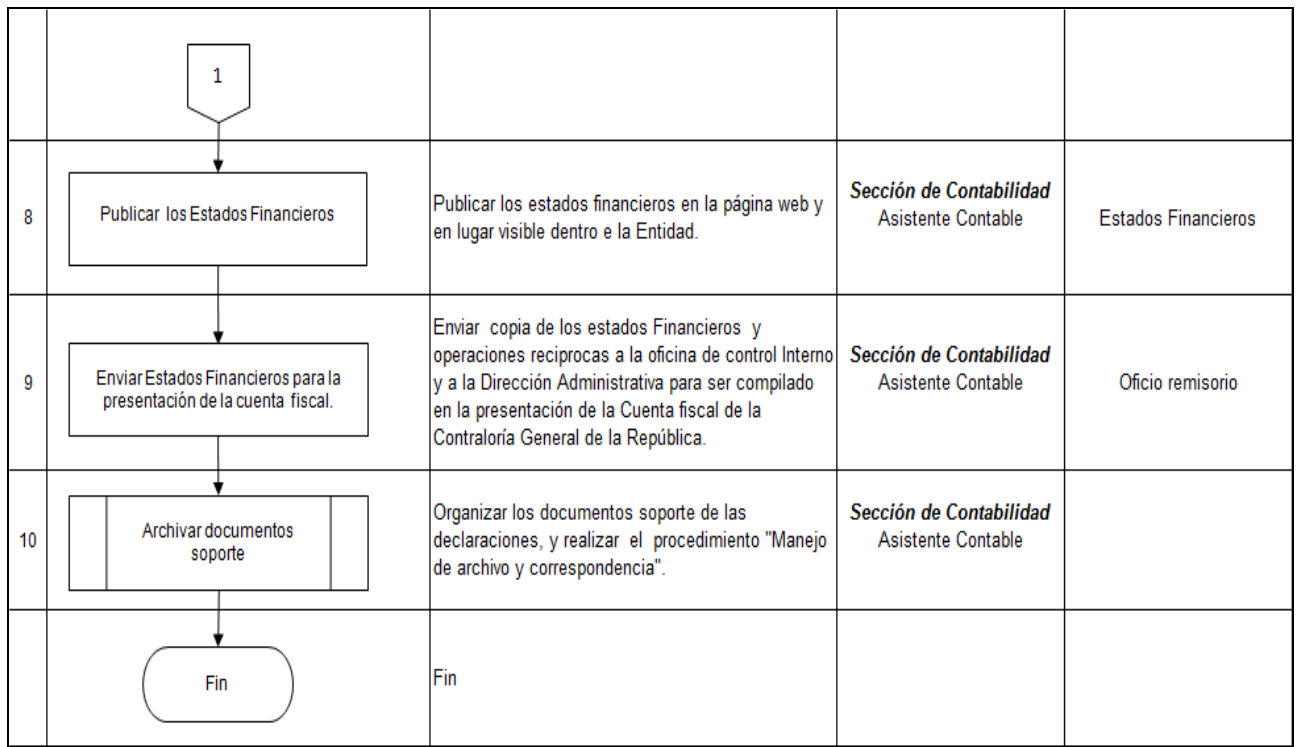 1
8
Publicar los Estados Financieros
Publicar los estados financieros en la página web y
en lugar visible dentro e la Entidad.
Sección de Contabilidad
Asistente Contable
Estados Financieros
9
Enviar Estados Financieros para la
presentación de la cuenta fiscal.
Enviar copia de los estados Financieros y
operaciones reciprocas a la oficina de control Interno
y a la Dirección Administrativa para ser compilado
en la presentación de la Cuenta fiscal de la
Contraloría General de la República.
Sección de Contabilidad
Asistente Contable
Oficio remisorio
10
Archivar documentos
soporte
Organizar los documentos soporte de las
declaraciones, y realizar el procedimiento "Manejo
de archivo y correspondencia".
Sección de Contabilidad
Asistente Contable
Fin
Fin